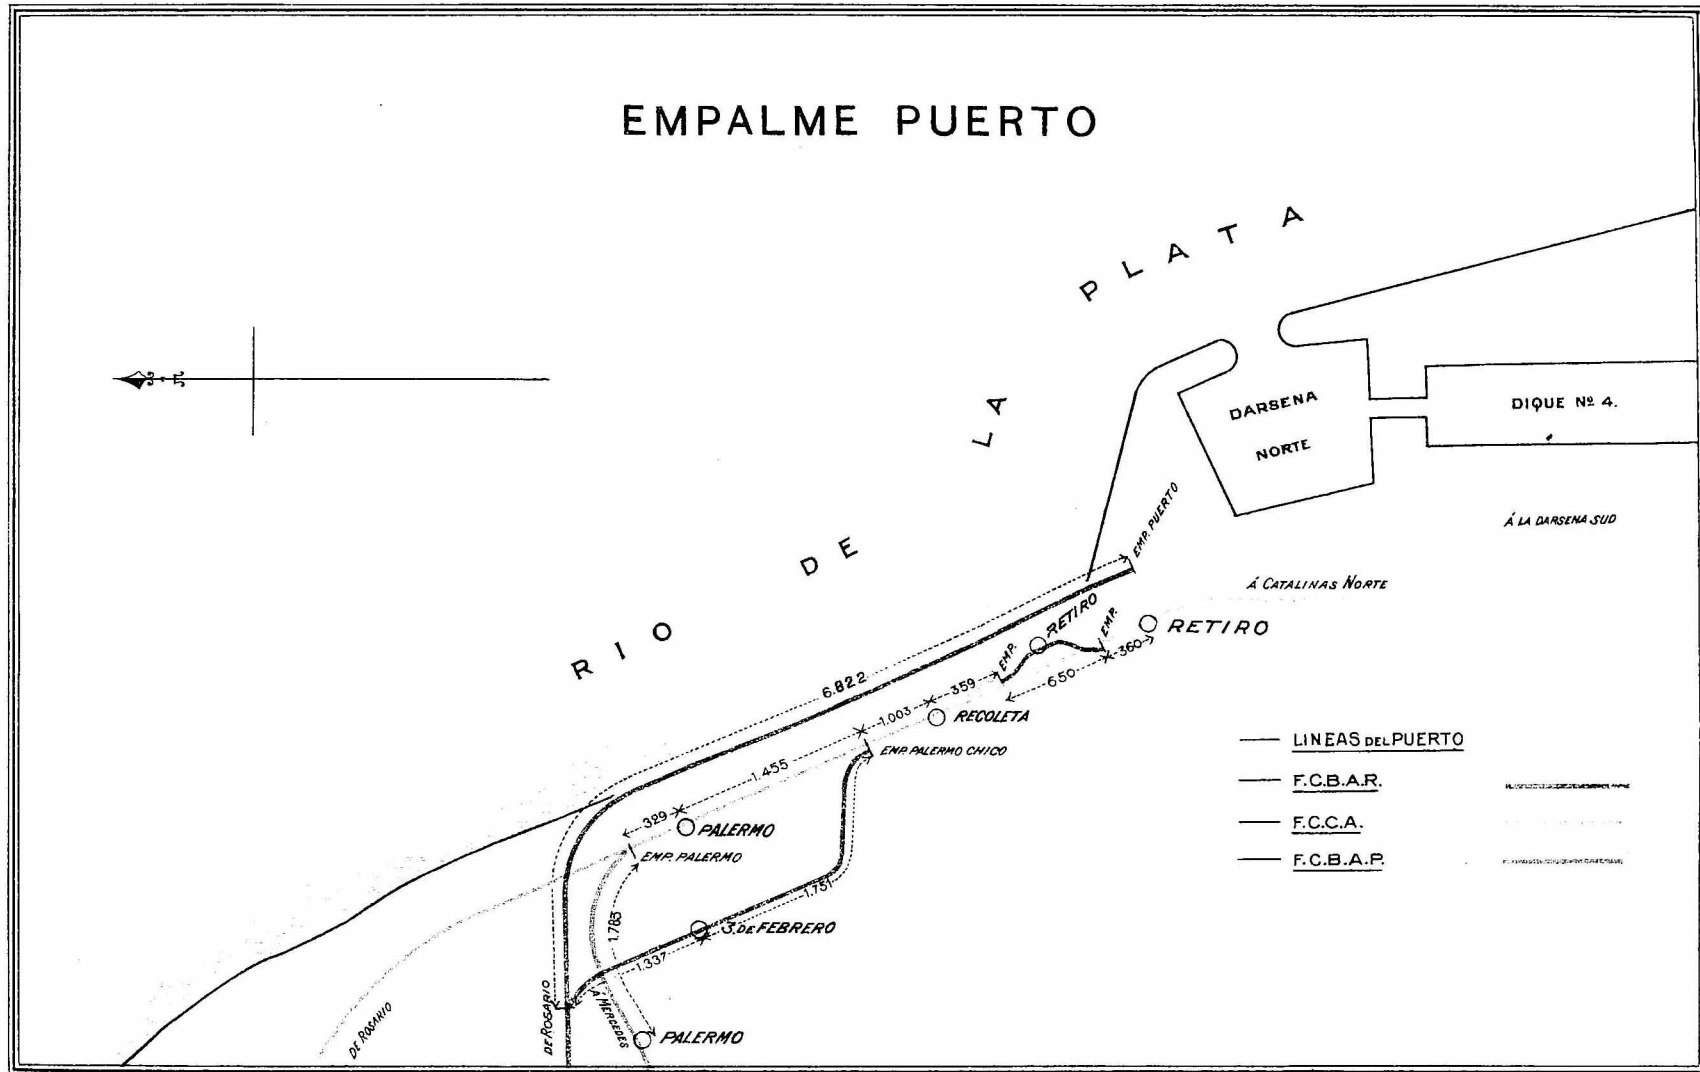 EMPALME PUERTO
RIO DE LA PLATA
DARSENA
NORTE
DIQUE Nº 4.
Á LA DARSENA SUD
Á CATALINAS NORTE
EMP. PUERTO
RETIRO
EMP.
EMP.
RETIRO
360
650
359
1.003
6.822
RECOLETA
EMP. PALERMO CHICO
1.455
329
PALERMO
EMP. PALERMO
1.783
1.751
3. DE FEBRERO
1.337
DE ROSARIO
DE ROSARIO
Á MERCEDES
PALERMO
LINEAS DEL PUERTO
F.C.B.A.R.
F.C.C.A.
F.C.B.A.P.